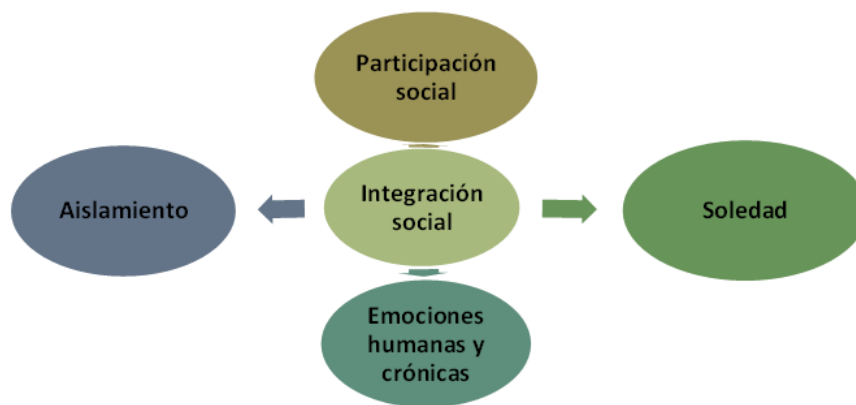 Participación
social
Aislamiento
Integración
social
Soledad
Emociones
humanas y
crónicas